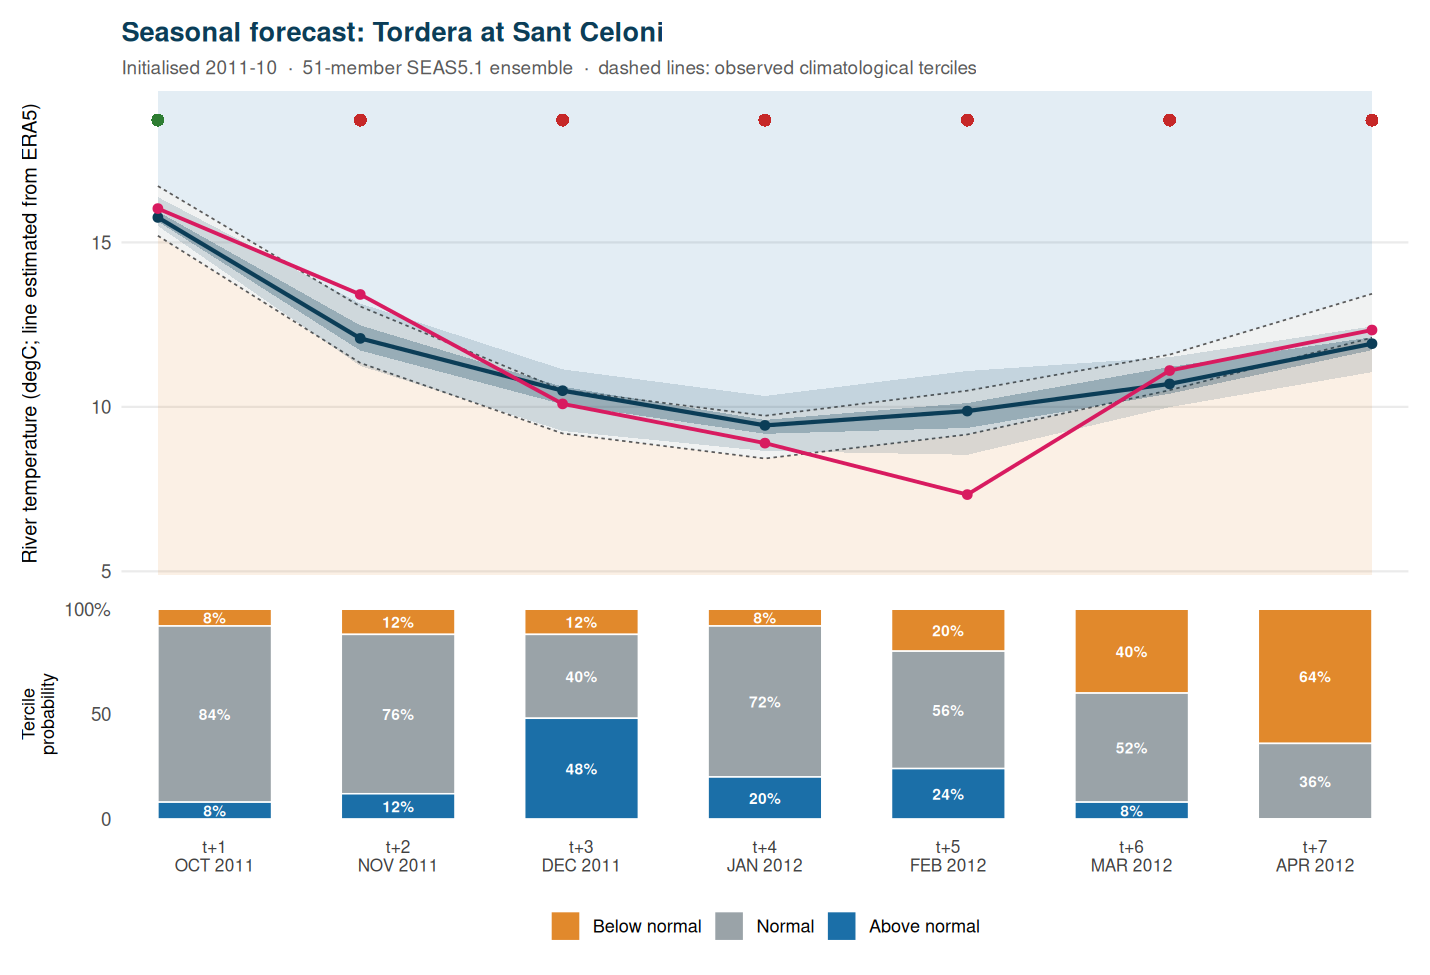 Seasonal forecast: Tordera at Sant Celoni
Initialised 2011-10 · 51-member SEAS5.1 ensemble · dashed lines: observed climatological terciles
River temperature (degC; line estimated from ERA5)
15
10
5
Tercile
probability
100%
50
0
8%
84%
8%
12%
76%
12%
12%
40%
48%
8%
72%
20%
20%
56%
24%
40%
52%
8%
64%
36%
t+1
OCT 2011
t+2
NOV 2011
t+3
DEC 2011
t+4
JAN 2012
t+5
FEB 2012
t+6
MAR 2012
t+7
APR 2012
Below normal
Normal
Above normal